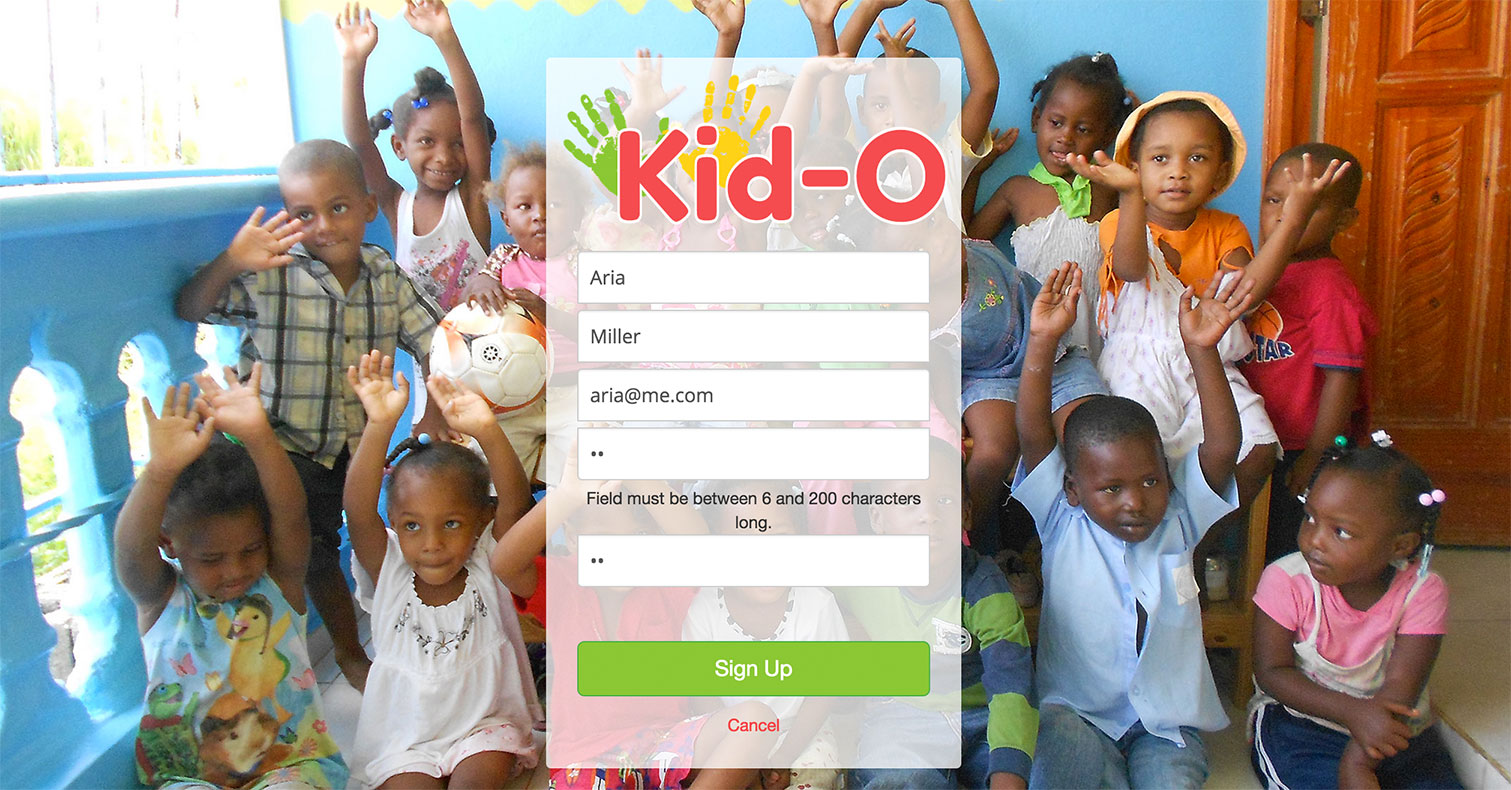 Kid-O
Aria
Miller
aria@me.com
••
Field must be between 6 and 200 characters
long.
••
Sign Up
Cancel
STAR